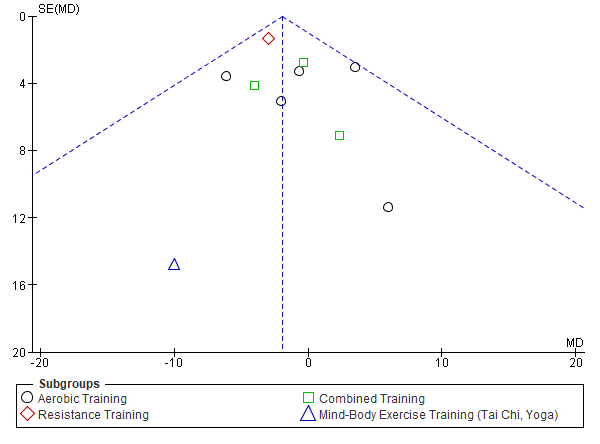 SE(MD)
0
4
8
12
16
20
MD
-20
-10
0
10
20
Subgroups
Aerobic Training
Combined Training
Resistance Training
Mind-Body Exercise Training (Tai Chi, Yoga)